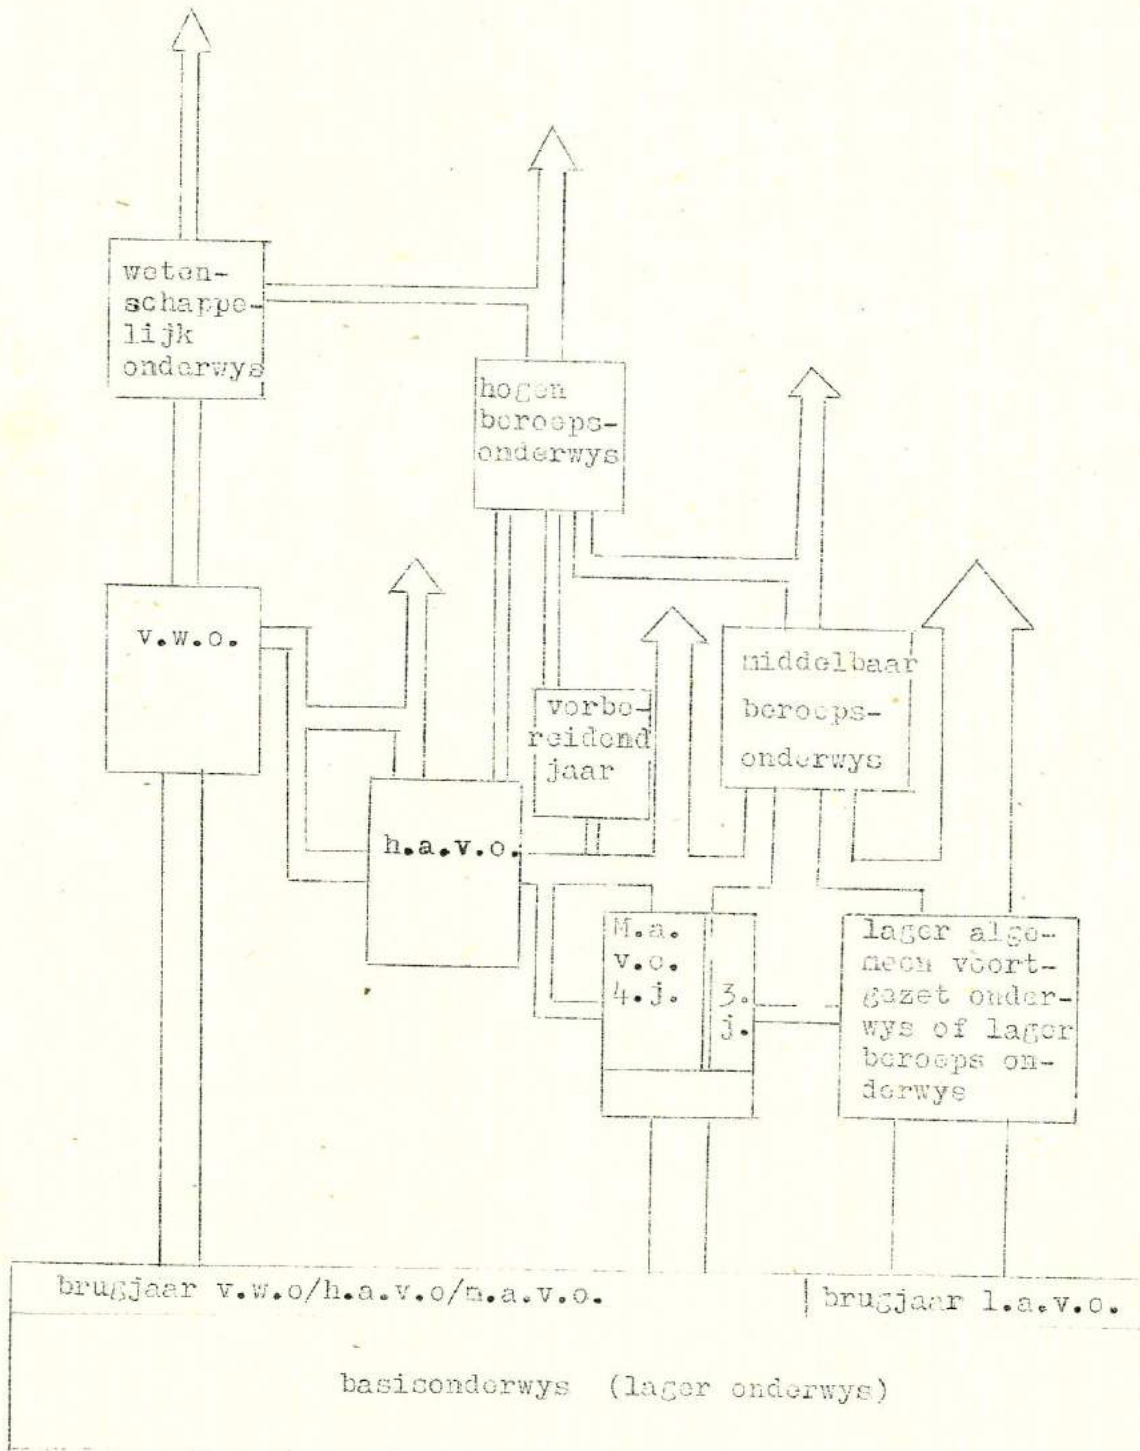 weten-
schappe-
lijk
onderwys
hogen
beroeps-
onderwys
v.w.o.
middelbaar
beroeps-
onderwys
vorbe-
reidend
jaar
h.a.v.o.
M.a.
v.o.
4.j.
3.
j.
lager alge-
meen voort-
gazet onder-
wys of lager
beroeps on-
derwys
brugjaar v.w.o/h.a.v.o/m.a.v.o.
brugjaar l.a.v.o.
basisonderwys (lager onderwys)